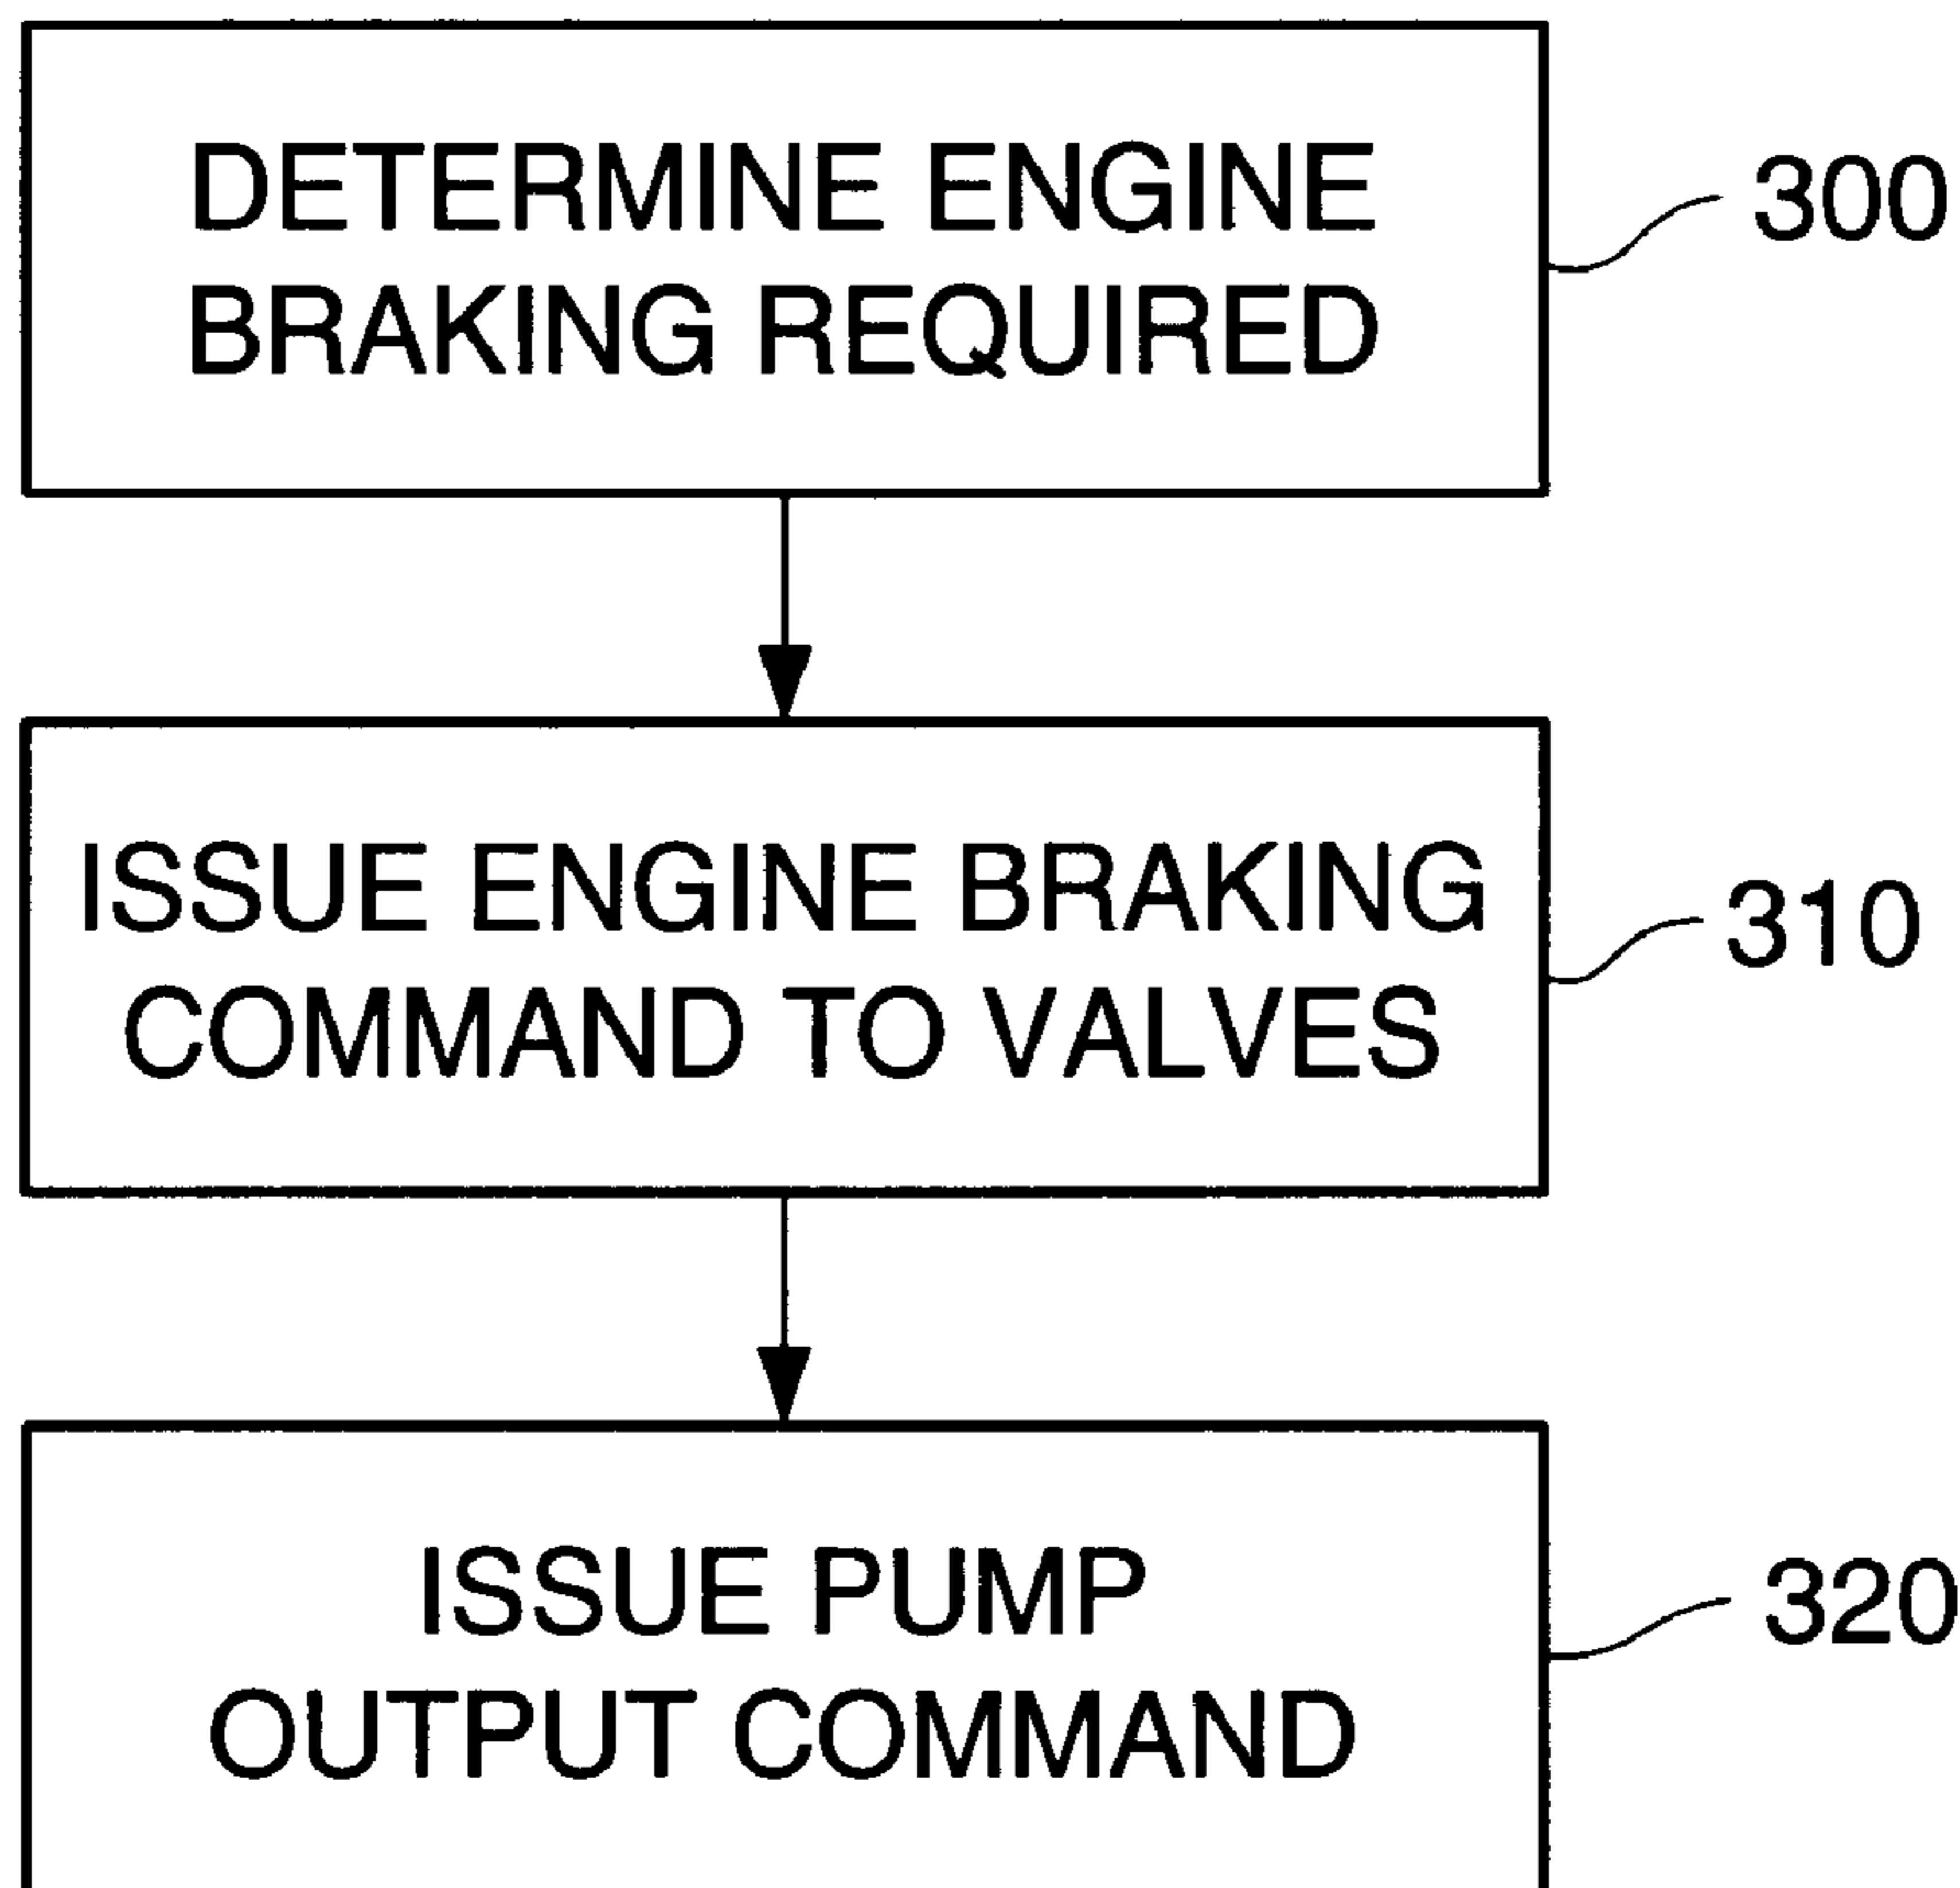 DETERMINE ENGINE
BRAKING REQUIRED
300
ISSUE ENGINE BRAKING
COMMAND TO VALVES
310
ISSUE PUMP
OUTPUT COMMAND
320